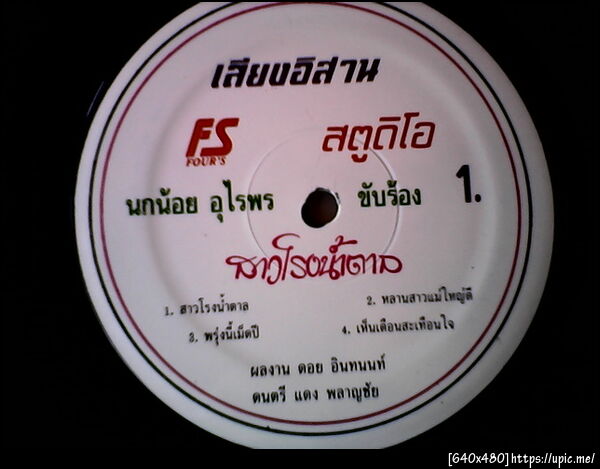 เสียงอิสาน
FS สตูดิโอ
FOUR'S
นกน้อย อุไรพร ขับร้อง 1.
สาวโรงน้ำตาล
1. สาวโรงน้ำตาล 2. หลานสาวแม่ใหญ่ดี
3. พรุ่งนี้เม็ดปี 4. เห็นเดือนสะเทือนใจ
ผลงาน ดอย อินทนนท์
ดนตรี แดง พลาญชัย
[640x480]https://upic.me/